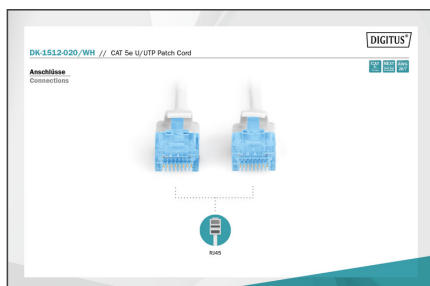 DIGITUS®
DK-1512-020/WH // CAT 5e U/UTP Patch Cord
Anschlüsse
Connections
RJ45